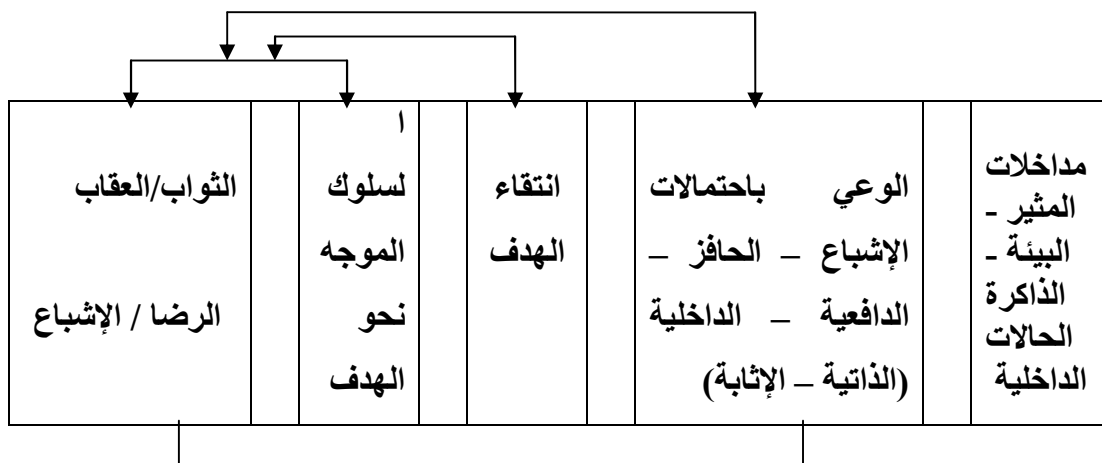 مداخلات
المثير -
البيئة -
الذاكرة
الحالات
الداخلية
الوعي باحتمالات
الإشباع – الحافز –
الدافعية – الداخلية
(الذاتية – الإثابة)
انتقاء
الهدف
ا
لسلوك
الموجه
نحو
الهدف
الثواب/العقاب
الرضا / الإشباع